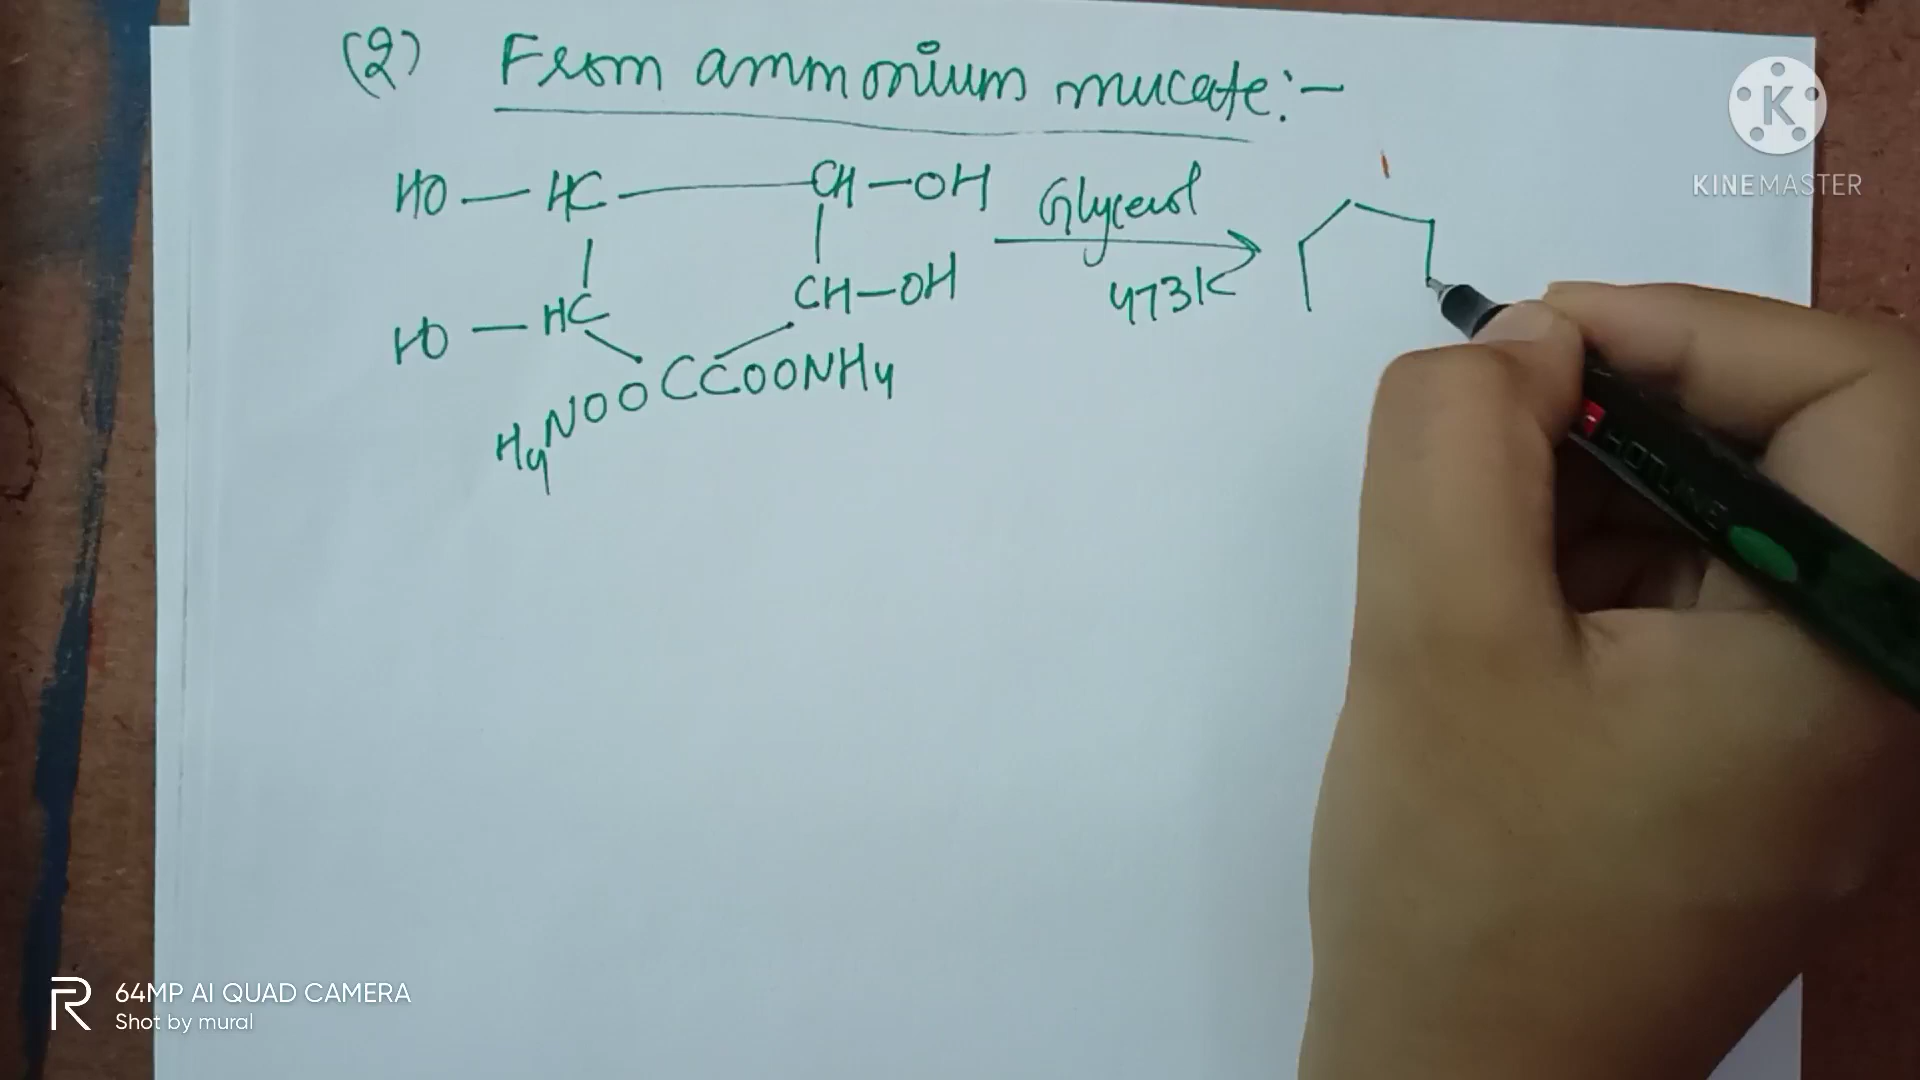 (2) From ammonium mucate:-
HO — HC — CH — OH
Glycerol
473K
HO — HC
CH — OH
H4NOOC COONH4
K
KINEMASTER
HOTLINE
R
64MP AI QUAD CAMERA
Shot by mural